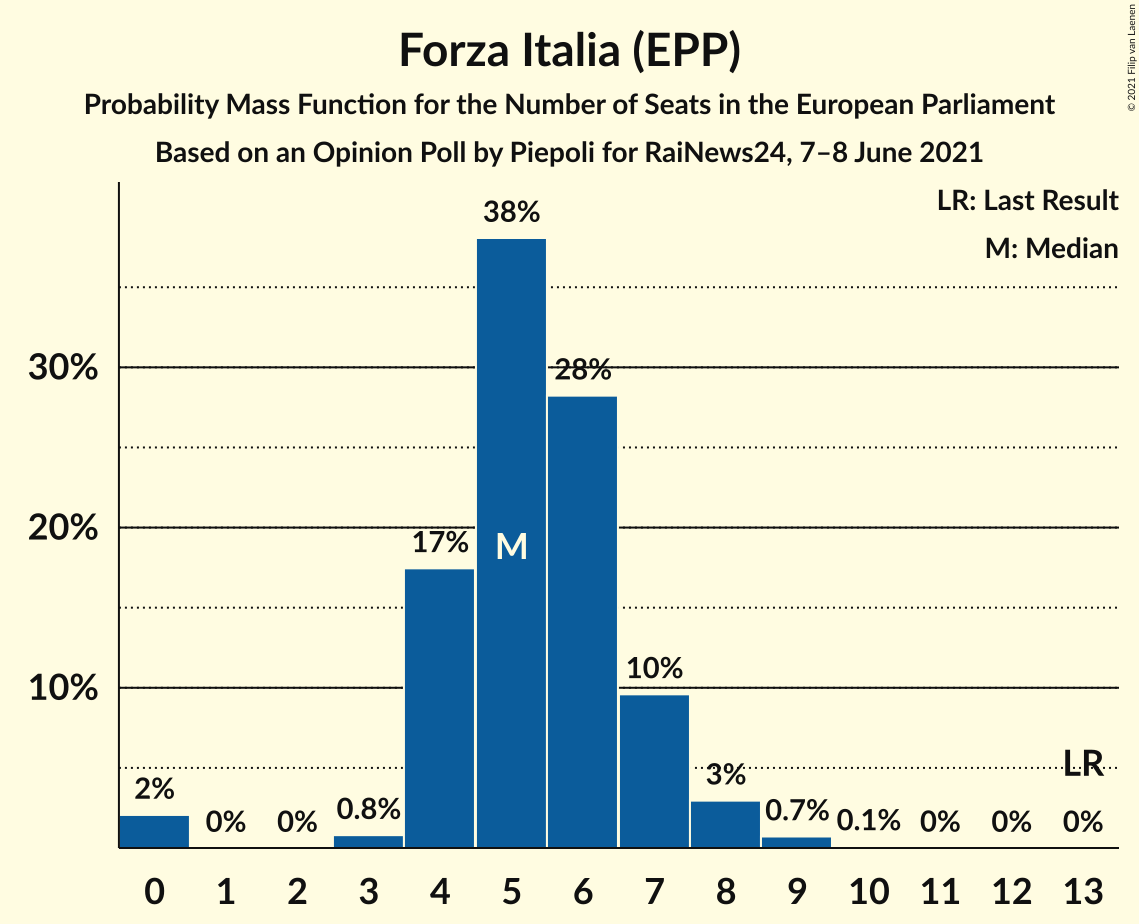 Forza Italia (EPP)
Probability Mass Function for the Number of Seats in the European Parliament
Based on an Opinion Poll by Piepoli for RaiNews24, 7–8 June 2021
© 2021 Filip van Laenen
LR: Last Result
M: Median
38%
30%
28%
20%
17%
M
10%
10%
LR
2%
0%
0%
0.8%
3%
0.7%
0.1%
0%
0%
0%
0 1 2 3 4 5 6 7 8 9 10 11 12 13